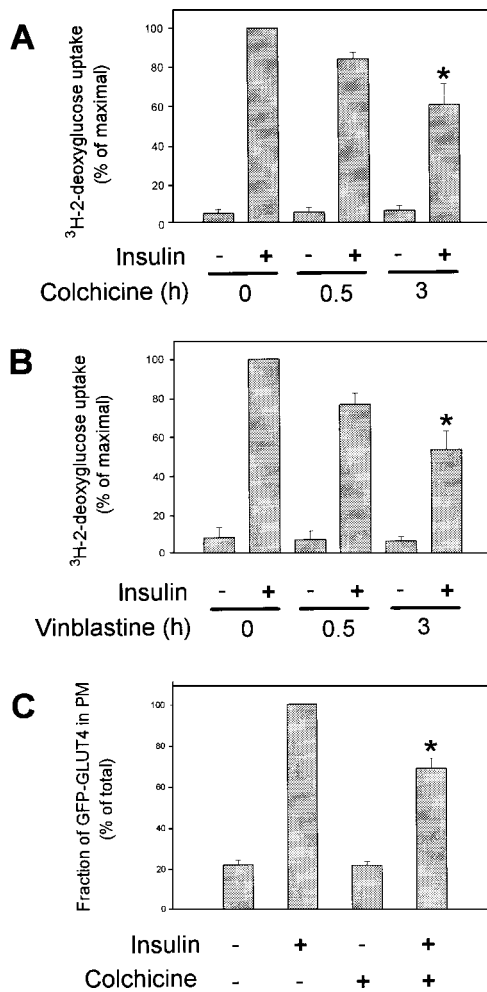 A
³H-2-deoxyglucose uptake
(% of maximal)
100
80
60
40
20
0
*
Insulin - + - + - +
Colchicine (h) 0 0.5 3
B
³H-2-deoxyglucose uptake
(% of maximal)
100
80
60
40
20
0
*
Insulin - + - + - +
Vinblastine (h) 0 0.5 3
C
Fraction of GFP-GLUT4 in PM
(% of total)
100
80
60
40
20
0
*
Insulin - + - +
Colchicine - - + +